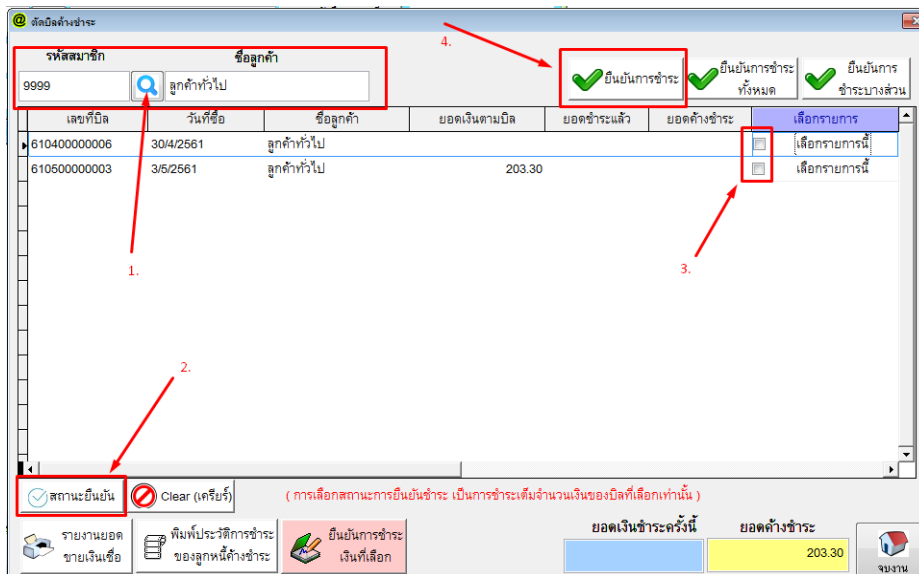 @ ตัดบิลค้างชำระ
4.
รหัสสมาชิก ชื่อลูกค้า
9999 ลูกค้าทั่วไป
ยืนยันการชำระ
ยืนยันการชำระ
ทั้งหมด
ยืนยันการ
ชำระบางส่วน
เลขที่บิล วันที่ซื้อ ชื่อลูกค้า ยอดเงินตามบิล ยอดชำระแล้ว ยอดค้างชำระ เลือกรายการ
610400000006 30/4/2561 ลูกค้าทั่วไป เลือกรายการนี้
610500000003 3/5/2561 ลูกค้าทั่วไป 203.30 เลือกรายการนี้
1.
3.
2.
สถานะยืนยัน Clear (เครียร์) ( การเลือกสถานะการยืนยันชำระ เป็นการชำระเต็มจำนวนเงินของบิลที่เลือกเท่านั้น )
รายงานยอด
ขายเงินเชื่อ
พิมพ์ประวัติการชำระ
ของลูกหนี้ค้างชำระ
ยืนยันการชำระ
เงินที่เลือก
ยอดเงินชำระครั้งนี้ ยอดค้างชำระ
203.30
จบงาน